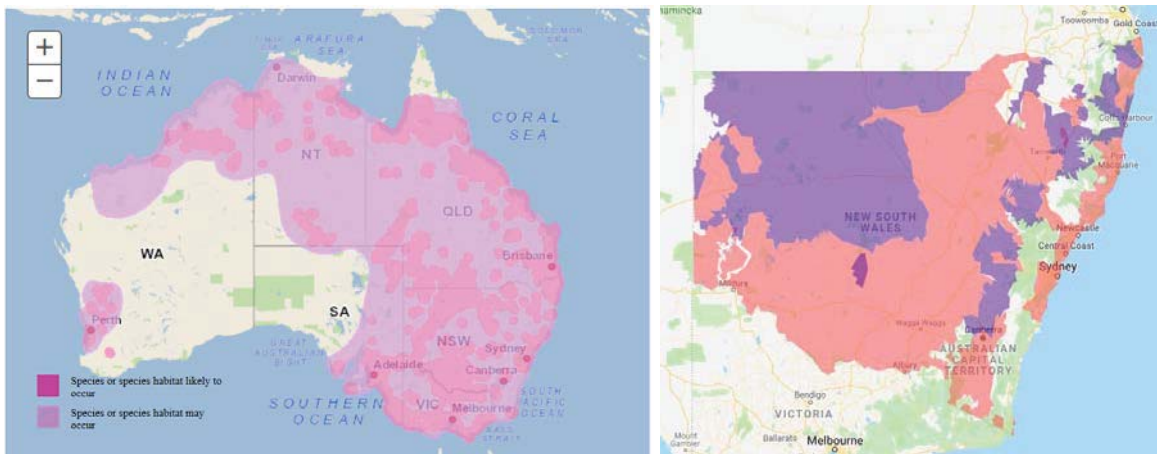 +
−
INDIAN
OCEAN
ARAFURA
SEA
Darwin
CORAL
SEA
NT
QLD
WA
Brisbane
SA
Perth
GREAT
AUSTRALIAN
BIGHT
NSW
Sydney
Adelaide
Canberra
SOUTHERN
OCEAN
VIC
Melbourne
SOUTH
PACIFIC
OCEAN
BASS
STRAIT
Species or species habitat likely to
occur
Species or species habitat may
occur
Toowoomba
Gold Coast
Coffs Harbour
Tamworth
Port
Macquarie
NEW SOUTH
WALES
Newcastle
Central Coast
Sydney
Mildura
Wagga Wagga
Canberra
AUSTRALIAN
CAPITAL
TERRITORY
Albury
Bendigo
VICTORIA
Mount
Gambier
Ballarat
Melbourne